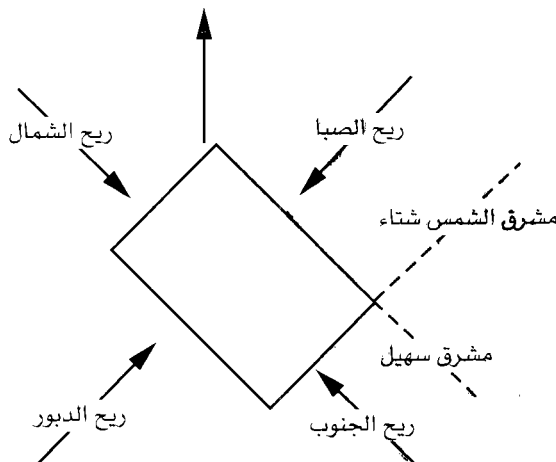 ريح الصبا
ريح الشمال
مشرق الشمس شتاء
مشرق سهيل
ريح الجنوب
ريح الدبور